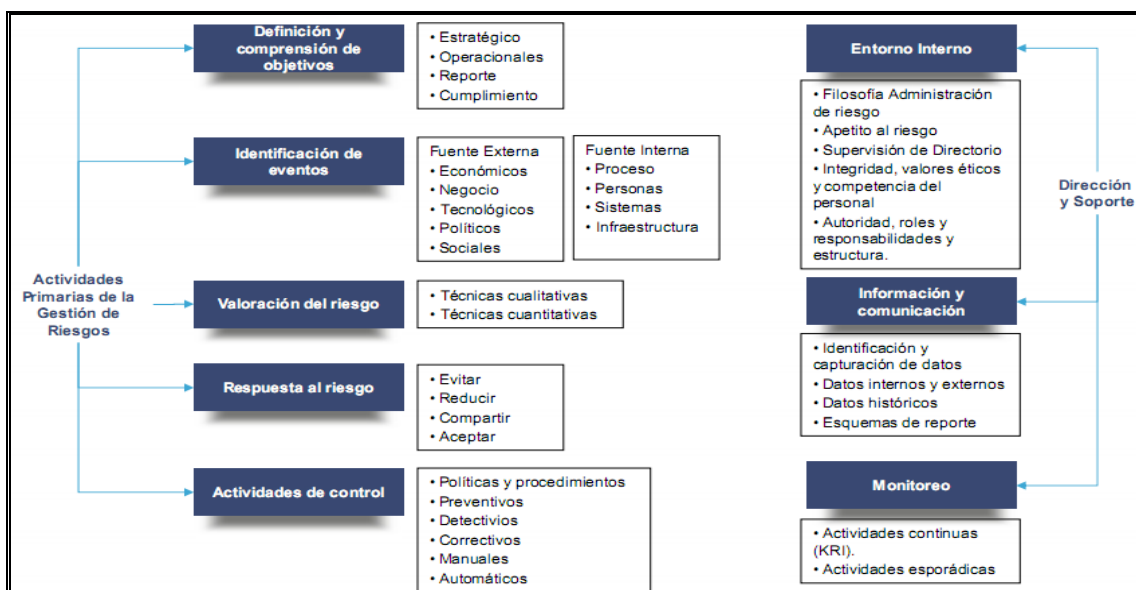 Actividades
Primarias de la
Gestión de
Riesgos
Definición y
comprensión de
objetivos
• Estratégico
• Operacionales
• Reporte
• Cumplimiento
Identificación de
eventos
Fuente Externa
• Económicos
• Negocio
• Tecnológicos
• Políticos
• Sociales
Fuente Interna
• Proceso
• Personas
• Sistemas
• Infraestructura
Valoración del riesgo
• Técnicas cualitativas
• Técnicas cuantitativas
Respuesta al riesgo
• Evitar
• Reducir
• Compartir
• Aceptar
Actividades de control
• Políticas y procedimientos
• Preventivos
• Detectivios
• Correctivos
• Manuales
• Automáticos
Dirección
y Soporte
Entorno Interno
• Filosofía Administración
de riesgo
• Apetito al riesgo
• Supervisión de Directorio
• Integridad, valores éticos
y competencia del
personal
• Autoridad, roles y
responsabilidades y
estructura.
Información y
comunicación
• Identificación y
capturación de datos
• Datos internos y externos
• Datos históricos
• Esquemas de reporte
Monitoreo
• Actividades continuas
(KRI).
• Actividades esporádicas